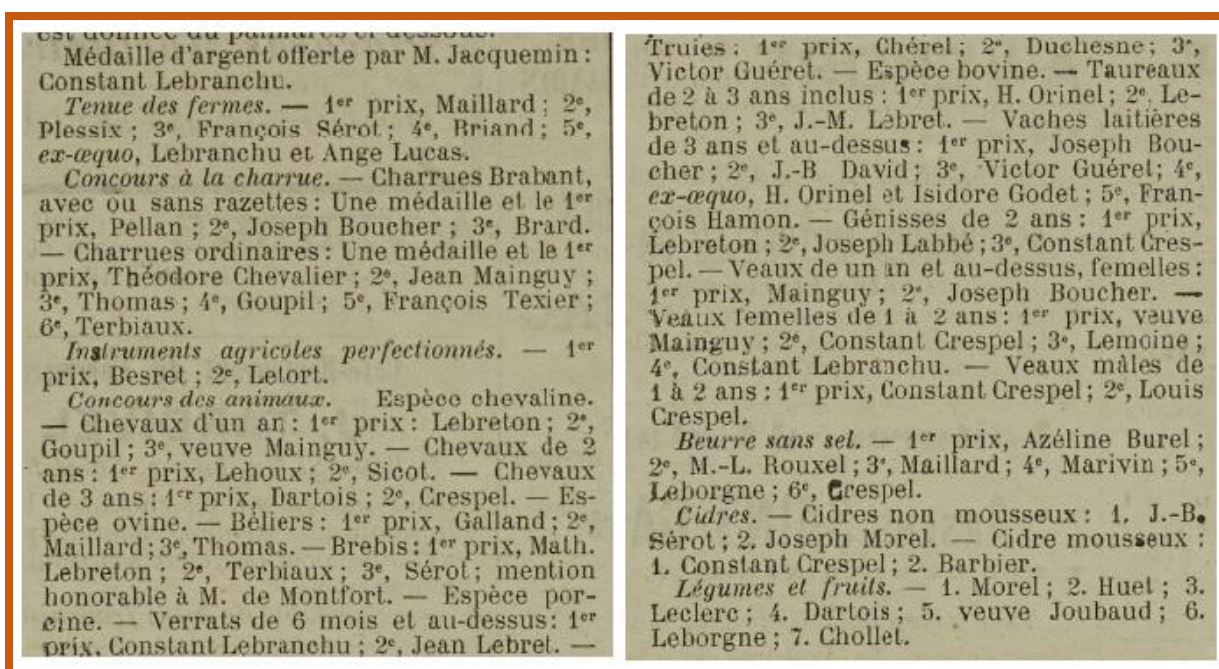 est donnée du palmarès ci-dessous.
Médaille d'argent offerte par M. Jacquemin :
Constant Lebranchu.
Tenue des fermes. — 1er prix, Maillard ; 2e,
Plessix ; 3e, François Sérot ; 4e, Briand ; 5e,
ex-æquo, Lebranchu et Ange Lucas.
Concours à la charrue. — Charrues Brabant,
avec ou sans razettes : Une médaille et le 1er
prix, Pellan ; 2e, Joseph Boucher ; 3e, Brard.
— Charrues ordinaires : Une médaille et le 1er
prix, Théodore Chevalier ; 2e, Jean Mainguy ;
3e, Thomas ; 4e, Goupil ; 5e, François Texier ;
6e, Terbiaux.
Instruments agricoles perfectionnés. — 1er
prix, Besret ; 2e, Letort.
Concours des animaux. Espèce chevaline.
— Chevaux d'un an : 1er prix : Lebreton ; 2e,
Goupil ; 3e, veuve Mainguy. — Chevaux de 2
ans : 1er prix, Lehoux ; 2e, Sicot. — Chevaux
de 3 ans : 1er prix, Dartois ; 2e, Crespel. — Es-
pèce ovine. — Béliers : 1er prix, Galland ; 2e,
Maillard ; 3e, Thomas. — Brebis : 1er prix, Math.
Lebreton ; 2e, Terbiaux ; 3e, Sérot ; mention
honorable à M. de Montfort. — Espèce por-
cine. — Verrats de 6 mois et au-dessus : 1er
prix, Constant Lebranchu ; 2e, Jean Lebret. —
Truies : 1er prix, Chérel ; 2e, Duchesne ; 3e,
Victor Guéret. — Espèce bovine. — Taureaux
de 2 à 3 ans inclus : 1er prix, H. Orinel ; 2e, Le-
breton ; 3e, J.-M. Lebret. — Vaches laitières
de 3 ans et au-dessus : 1er prix, Joseph Bou-
cher ; 2e, J.-B David ; 3e, Victor Guéret ; 4e,
ex-æquo, H. Orinel et Isidore Godet ; 5e, Fran-
çois Hamon. — Génisses de 2 ans : 1er prix,
Lebreton ; 2e, Joseph Labbé ; 3e, Constant Cres-
pel. — Veaux de un an et au-dessus, femelles :
1er prix, Mainguy ; 2e, Joseph Boucher. —
Veaux femelles de 1 à 2 ans : 1er prix, veuve
Mainguy ; 2e, Constant Crespel ; 3e, Lemoine ;
4e, Constant Lebranchu. — Veaux mâles de
1 à 2 ans : 1er prix, Constant Crespel ; 2e, Louis
Crespel.
Beurre sans sel. — 1er prix, Azéline Burel ;
2e, M.-L. Rouxel ; 3e, Maillard ; 4e, Marivin ; 5e,
Leborgne ; 6e, Crespel.
Cidres. — Cidres non mousseux : 1. J.-B.
Sérot ; 2. Joseph Morel. — Cidre mousseux :
1. Constant Crespel ; 2. Barbier.
Légumes et fruits. — 1. Morel ; 2. Huet ; 3.
Leclerc ; 4. Dartois ; 5. veuve Joubaud ; 6.
Leborgne ; 7. Chollet.